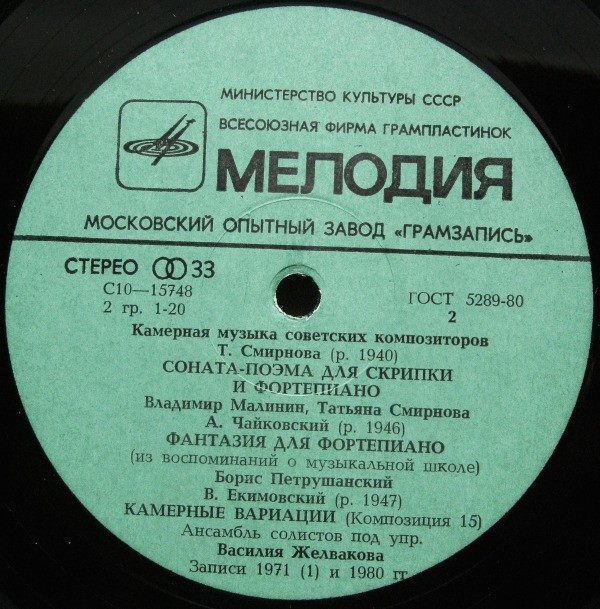 МИНИСТЕРСТВО КУЛЬТУРЫ СССР
ВСЕСОЮЗНАЯ ФИРМА ГРАМПЛАСТИНОК
МЕЛОДИЯ
МОСКОВСКИЙ ОПЫТНЫЙ ЗАВОД «ГРАМЗАПИСЬ»
СТЕРЕО 33
С10—15748
ГОСТ 5289-80
2 гр. 1-20
2
Камерная музыка советских композиторов
Т. Смирнова (р. 1940)
СОНАТА-ПОЭМА ДЛЯ СКРИПКИ
И ФОРТЕПИАНО
Владимир Малинин, Татьяна Смирнова
А. Чайковский (р. 1946)
ФАНТАЗИЯ ДЛЯ ФОРТЕПИАНО
(из воспоминаний о музыкальной школе)
Борис Петрушанский
В. Екимовский (р. 1947)
КАМЕРНЫЕ ВАРИАЦИИ (Композиция 15)
Ансамбль солистов под упр.
Василия Желвакова
Записи 1971 (1) и 1980 гг